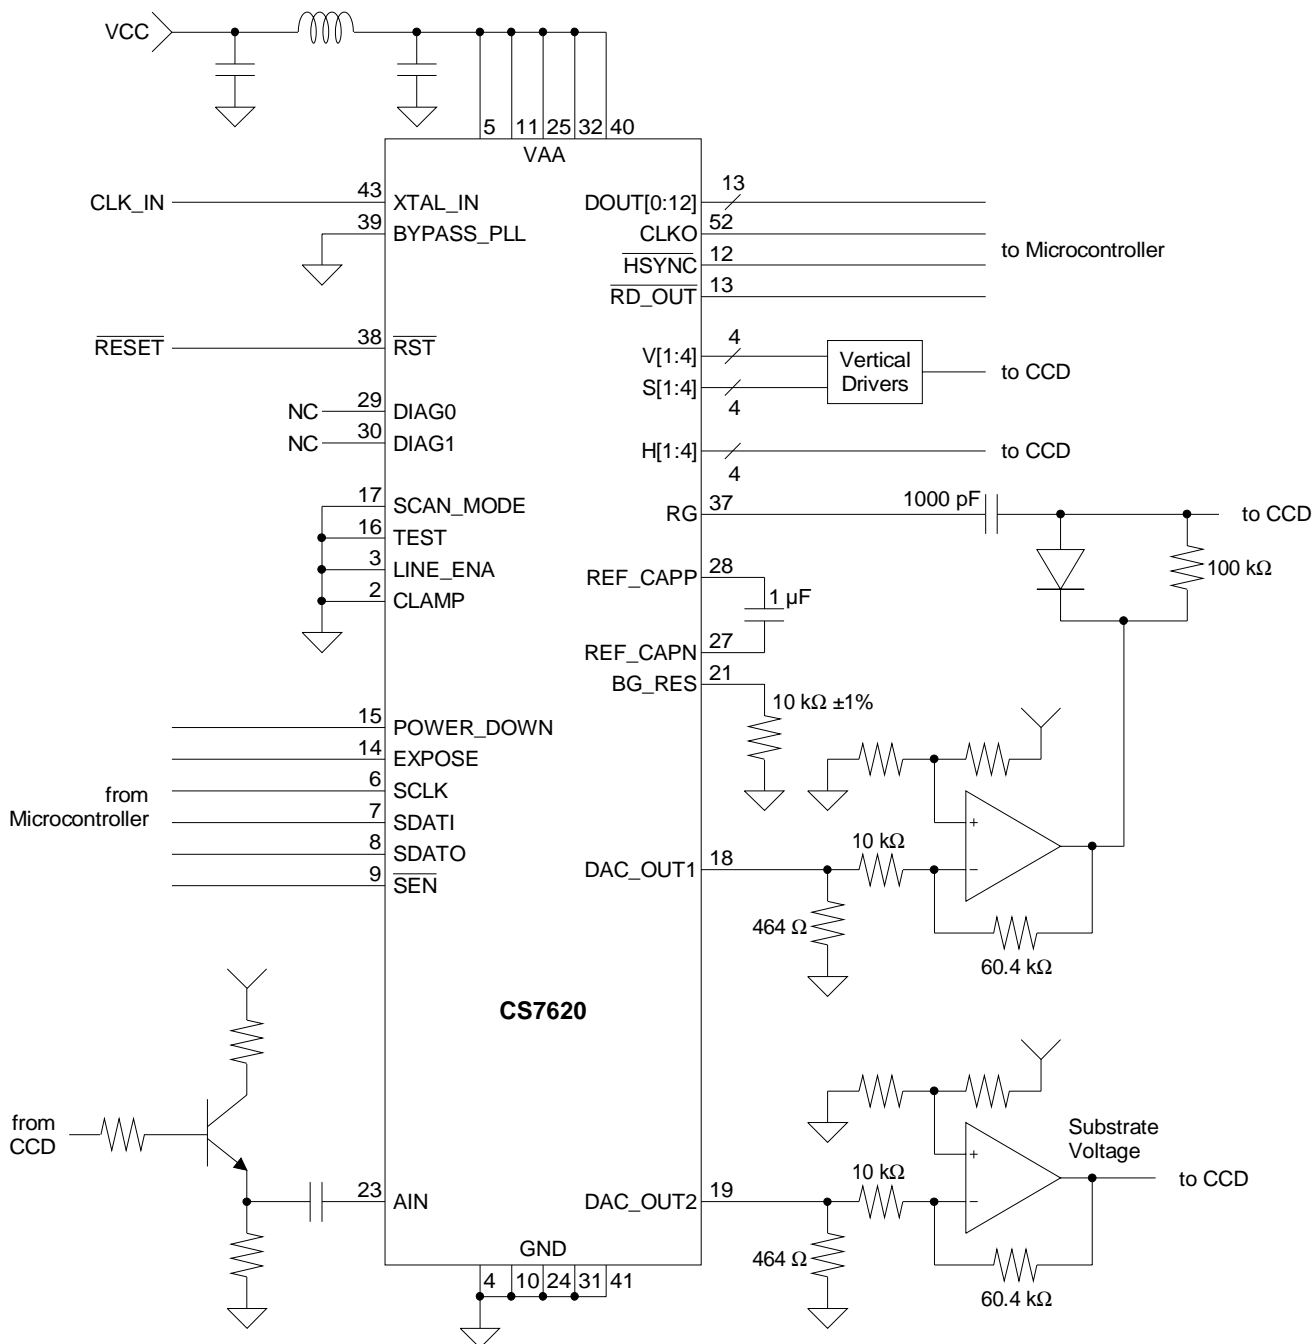 VCC
5 11 25 32 40
VAA
CLK_IN
43
XTAL_IN
39
BYPASS_PLL
RESET
38
RST
NC
29
DIAG0
NC
30
DIAG1
17
SCAN_MODE
16
TEST
3
LINE_ENA
2
CLAMP
15
POWER_DOWN
14
EXPOSE
6
SCLK
from
Microcontroller
7
SDATI
8
SDATO
9
SEN
CS7620
from
CCD
23
AIN
GND
4 10 24 31 41
DOUT[0:12]
13
CLKO
52
HSYNC
12
RD_OUT
13
to Microcontroller
V[1:4]
4
S[1:4]
4
Vertical
Drivers
to CCD
H[1:4]
4
to CCD
RG
37
1000 pF
to CCD
100 kΩ
REF_CAPP
28
1 µF
REF_CAPN
27
BG_RES
21
10 kΩ ±1%
DAC_OUT1
18
10 kΩ
464 Ω
+
−
60.4 kΩ
DAC_OUT2
19
10 kΩ
464 Ω
+
−
60.4 kΩ
Substrate
Voltage
to CCD